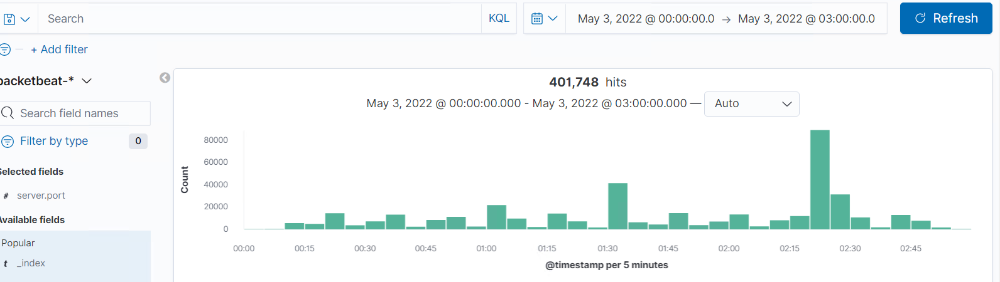 Search KQL May 3, 2022 @ 00:00:00.0 → May 3, 2022 @ 03:00:00.0 Refresh
+ Add filter
packetbeat-*
401,748 hits
May 3, 2022 @ 00:00:00.000 - May 3, 2022 @ 03:00:00.000 — Auto
Search field names
Filter by type 0
Selected fields
# server.port
Available fields
Popular
t _index
Count
80000
60000
40000
20000
0
00:00 00:15 00:30 00:45 01:00 01:15 01:30 01:45 02:00 02:15 02:30 02:45
@timestamp per 5 minutes